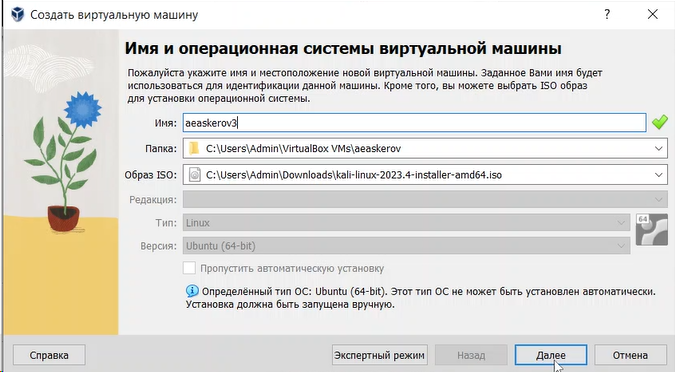 Создать виртуальную машину
?
Имя и операционная системы виртуальной машины
Пожалуйста укажите имя и местоположение новой виртуальной машины. Заданное Вами имя будет
использоваться для идентификации данной машины. Кроме того, вы можете выбрать ISO образ
для установки операционной системы.
Имя: aeaskerov3
Папка: C:\Users\Admin\VirtualBox VMs\aeaskerov
Образ ISO: C:\Users\Admin\Downloads\kali-linux-2023.4-installer-amd64.iso
Редакция:
Тип: Linux
64
Версия: Ubuntu (64-bit)
Пропустить автоматическую установку
Определённый тип ОС: Ubuntu (64-bit). Этот тип ОС не может быть установлен автоматически.
Установка должна быть запущена вручную.
Справка Экспертный режим Назад Далее Отмена